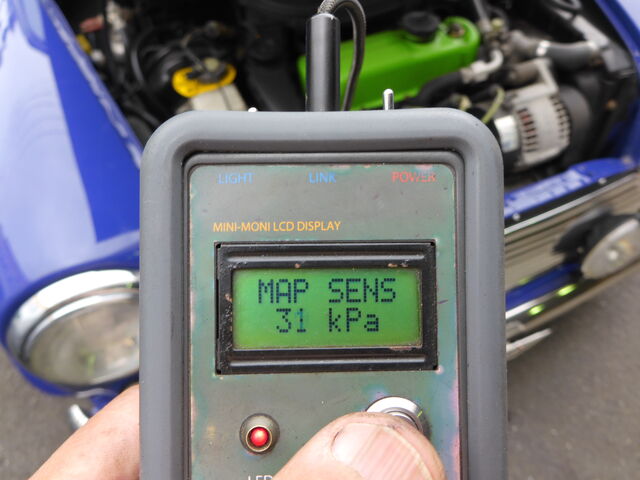 LIGHT LINK POWER
MINI-MONI LCD DISPLAY
MAP SENS
31 kPa